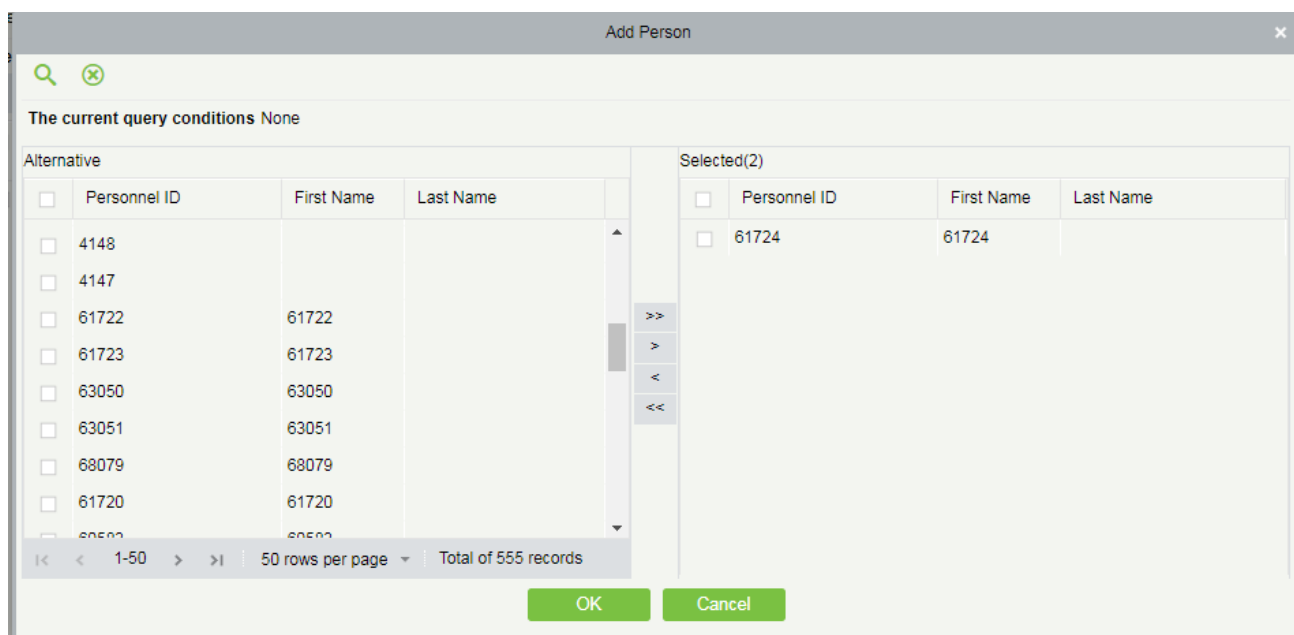 Add Person
The current query conditions None
Alternative
Personnel ID First Name Last Name
4148
4147
61722 61722
61723 61723
63050 63050
63051 63051
68079 68079
61720 61720
1-50 50 rows per page Total of 555 records
>>
>
<
<<
Selected(2)
Personnel ID First Name Last Name
61724 61724
OK Cancel